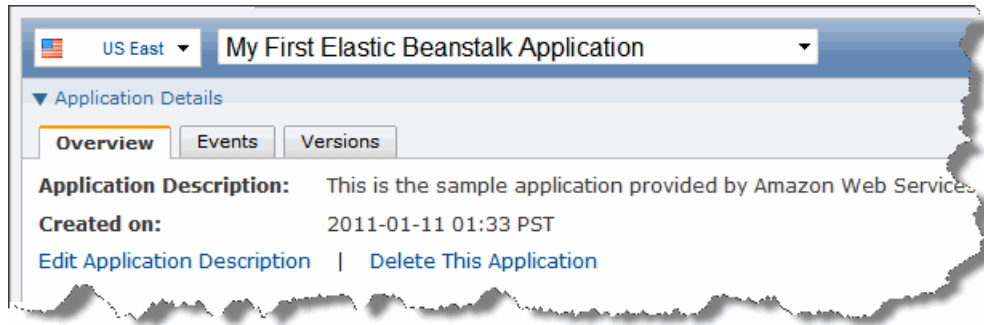 US East My First Elastic Beanstalk Application
Application Details
Overview Events Versions
Application Description: This is the sample application provided by Amazon Web Services
Created on: 2011-01-11 01:33 PST
Edit Application Description | Delete This Application